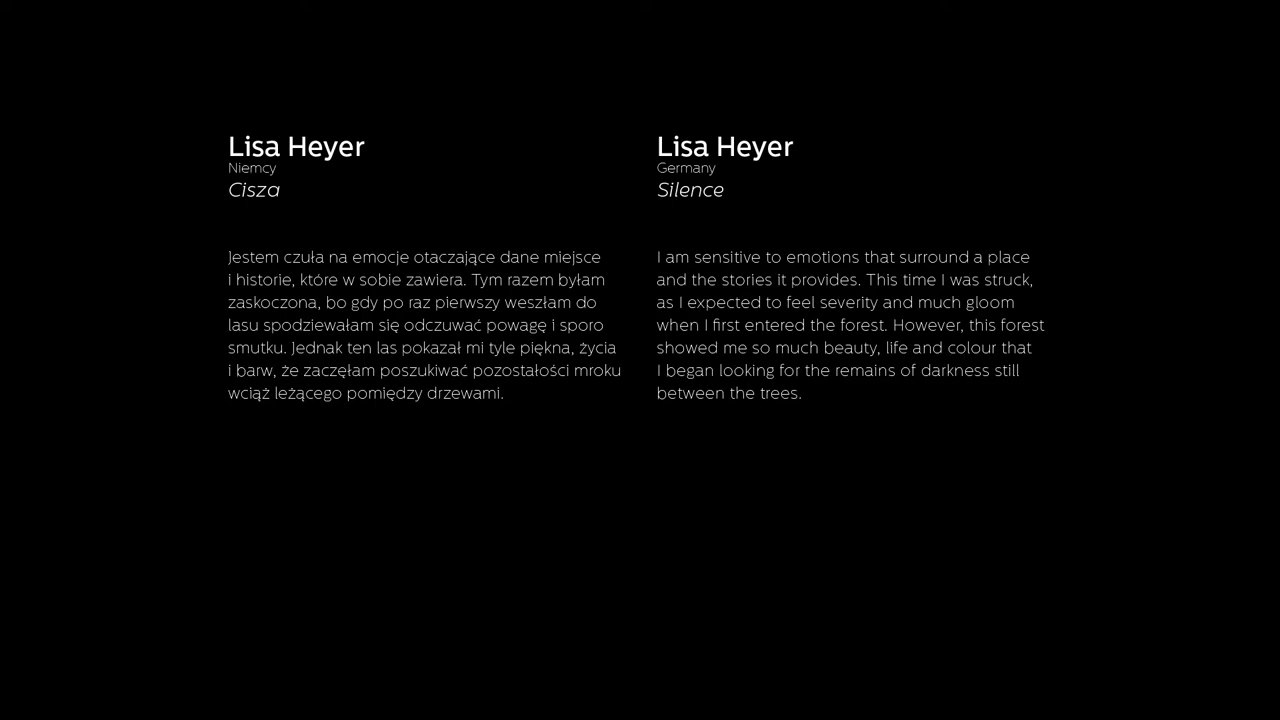 Lisa Heyer
Niemcy
Cisza
Jestem czuła na emocje otaczające dane miejsce
i historie, które w sobie zawiera. Tym razem byłam
zaskoczona, bo gdy po raz pierwszy weszłam do
lasu spodziewałam się odczuwać powagę i sporo
smutku. Jednak ten las pokazał mi tyle piękna, życia
i barw, że zaczęłam poszukiwać pozostałości mroku
wciąż leżącego pomiędzy drzewami.
Lisa Heyer
Germany
Silence
I am sensitive to emotions that surround a place
and the stories it provides. This time I was struck,
as I expected to feel severity and much gloom
when I first entered the forest. However, this forest
showed me so much beauty, life and colour that
I began looking for the remains of darkness still
between the trees.